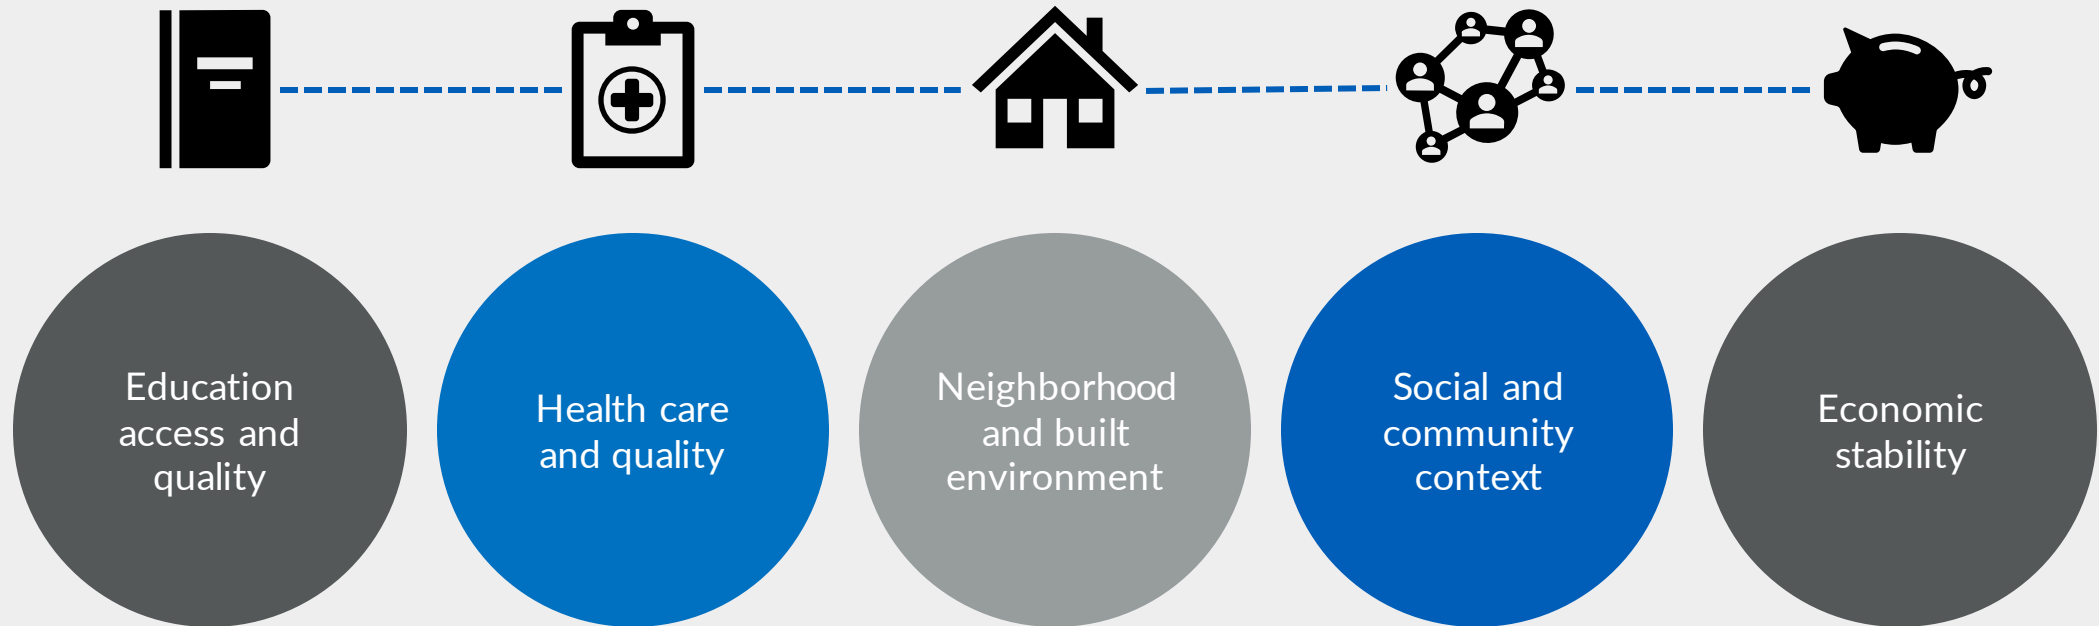 Education
access and
quality
Health care
and quality
Neighborhood
and built
environment
Social and
community
context
Economic
stability